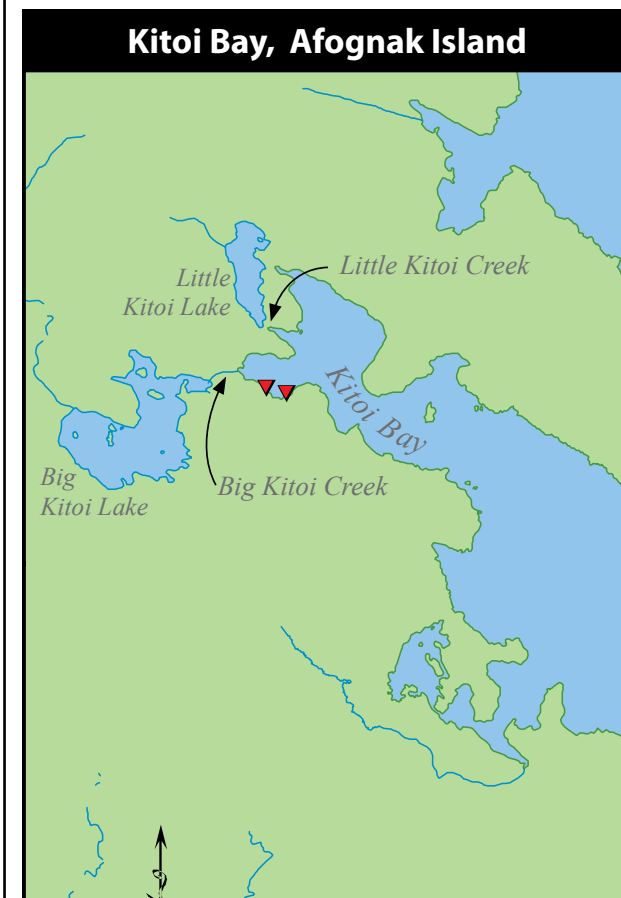 Kitoi Bay, Afognak Island
Little Kitoi Creek
Little
Kitoi Lake
Kitoi Bay
Big
Kitoi Lake
Big Kitoi Creek